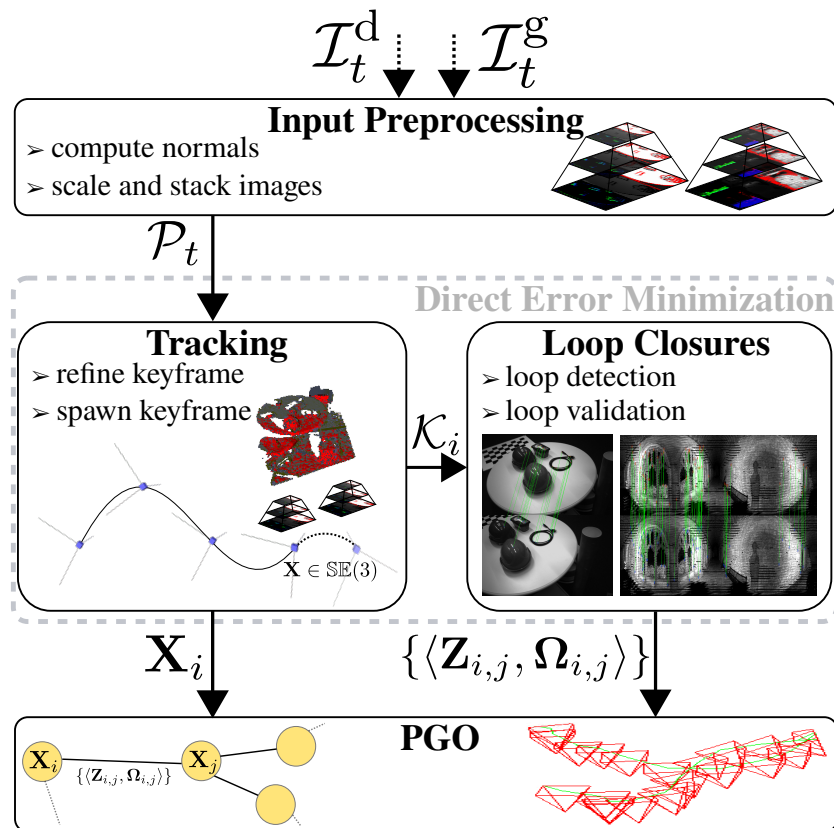 𝓘ₜᵈ 𝓘ₜᵍ
Input Preprocessing
➢ compute normals
➢ scale and stack images
𝒫ₜ
Direct Error Minimization
Tracking
➢ refine keyframe
➢ spawn keyframe
𝐗 ∈ 𝕊𝔼(3)
𝒦ᵢ
Loop Closures
➢ loop detection
➢ loop validation
𝐗ᵢ
{⟨𝐙ᵢ,ⱼ, 𝛀ᵢ,ⱼ⟩}
PGO
𝐗ᵢ
{⟨𝐙ᵢ,ⱼ, 𝛀ᵢ,ⱼ⟩}
𝐗ⱼ